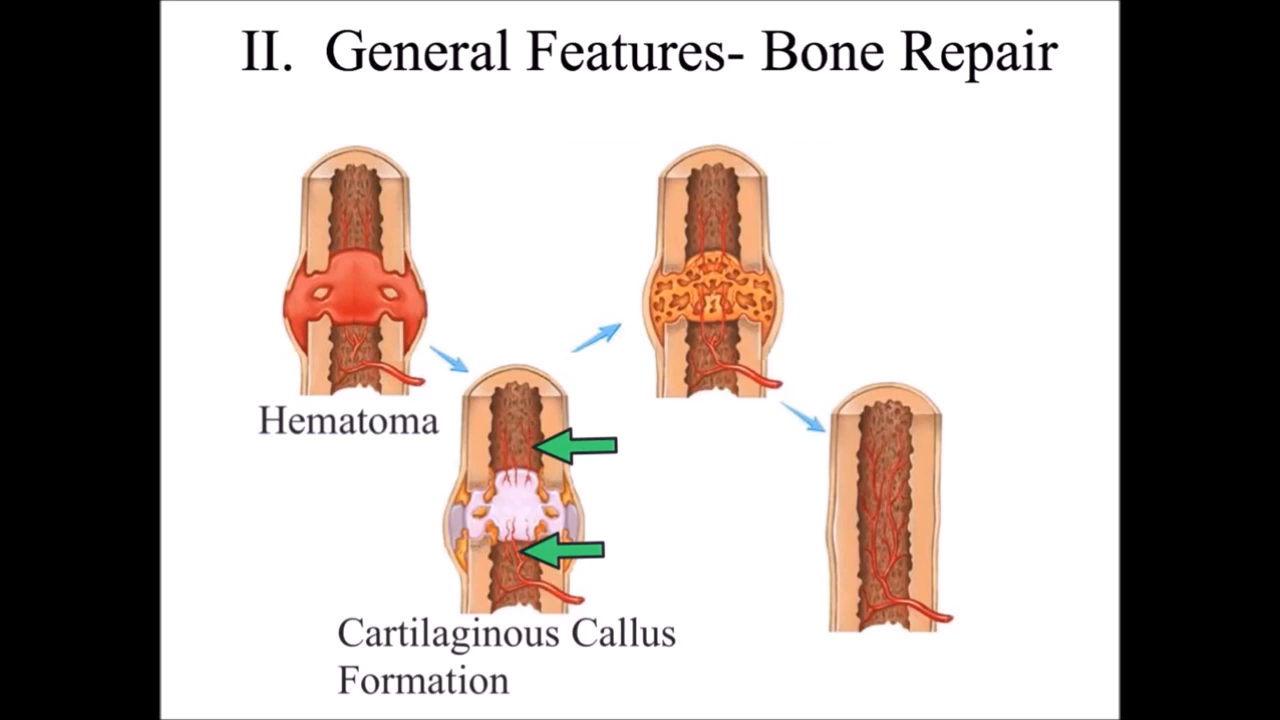 II. General Features- Bone Repair
Hematoma
Cartilaginous Callus
Formation